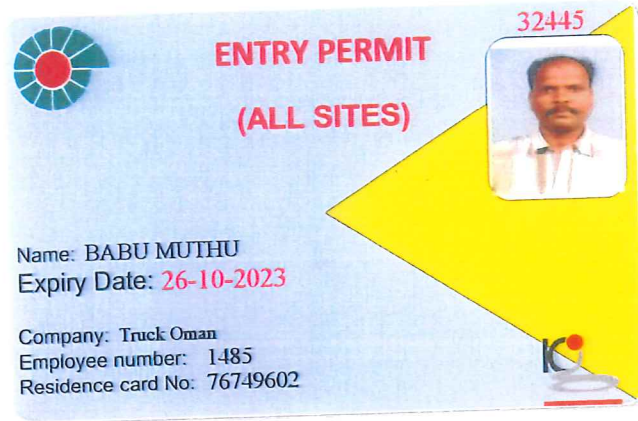 32445
ENTRY PERMIT
(ALL SITES)
Name: BABU MUTHU
Expiry Date: 26-10-2023
Company: Truck Oman
Employee number: 1485
Residence card No: 76749602